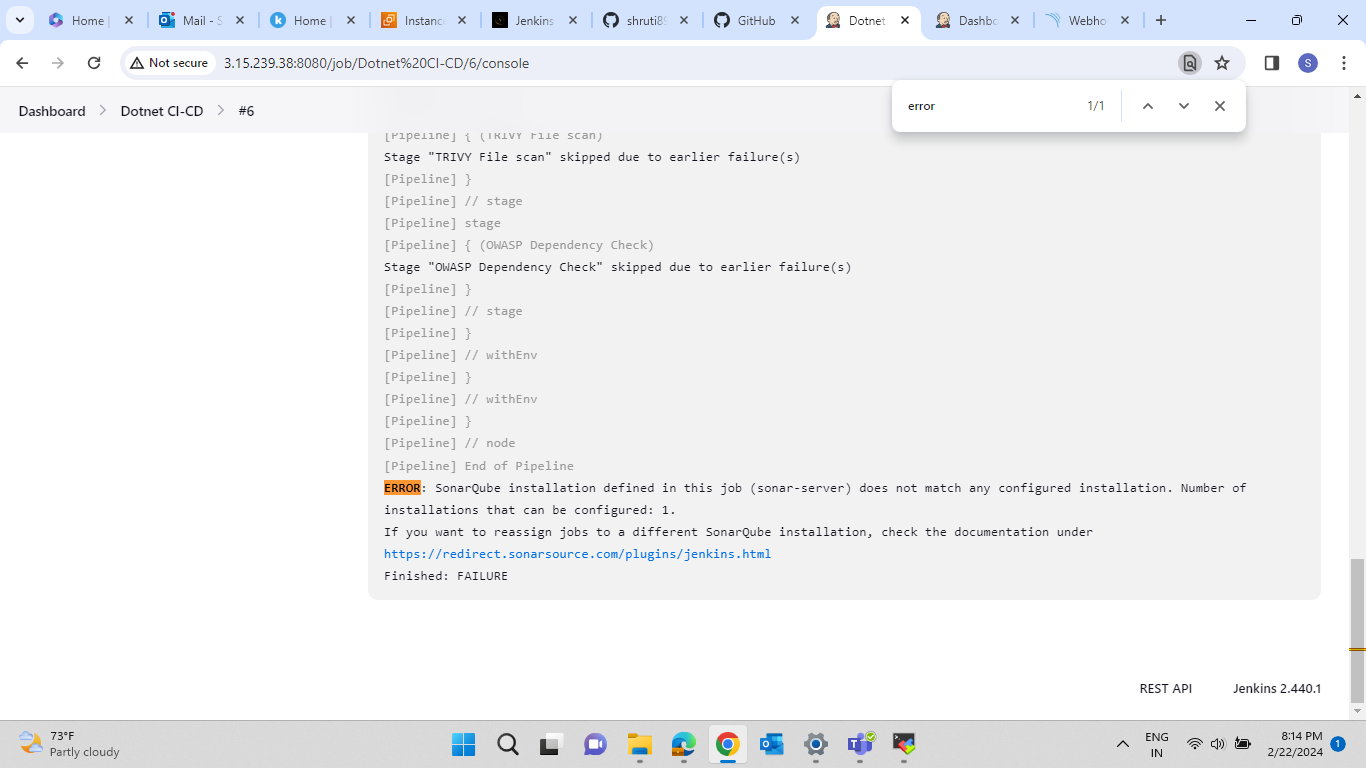 Home |
Mail - S
Home |
Instanc
Jenkins
shruti89
GitHub
Dotnet
Dashbo
Webho
Not secure
3.15.239.38:8080/job/Dotnet%20CI-CD/6/console
S
Dashboard
Dotnet CI-CD
#6
error
1/1
[Pipeline] { (TRIVY File scan)
Stage "TRIVY File scan" skipped due to earlier failure(s)
[Pipeline] }
[Pipeline] // stage
[Pipeline] stage
[Pipeline] { (OWASP Dependency Check)
Stage "OWASP Dependency Check" skipped due to earlier failure(s)
[Pipeline] }
[Pipeline] // stage
[Pipeline] }
[Pipeline] // withEnv
[Pipeline] }
[Pipeline] // withEnv
[Pipeline] }
[Pipeline] // node
[Pipeline] End of Pipeline
ERROR: SonarQube installation defined in this job (sonar-server) does not match any configured installation. Number of
installations that can be configured: 1.
If you want to reassign jobs to a different SonarQube installation, check the documentation under
https://redirect.sonarsource.com/plugins/jenkins.html
Finished: FAILURE
REST API
Jenkins 2.440.1
73°F
Partly cloudy
ENG
IN
8:14 PM
2/22/2024
1